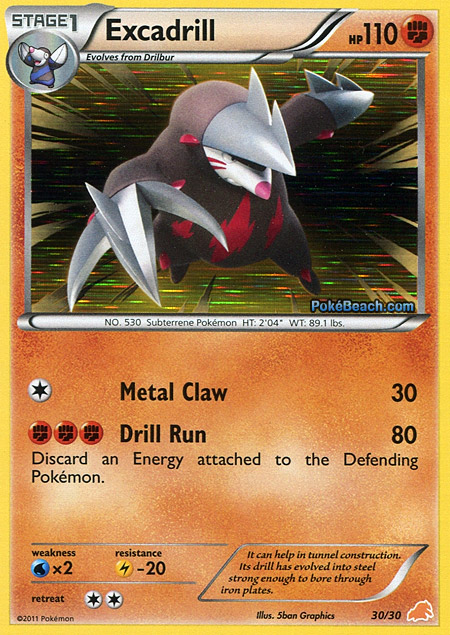 STAGE1
Excadrill
HP110
Evolves from Drilbur
PokéBeach.com
NO. 530 Subterrene Pokémon HT: 2'04" WT: 89.1 lbs.
Metal Claw 30
Drill Run 80
Discard an Energy attached to the Defending
Pokémon.
weakness
×2
resistance
-20
retreat
It can help in tunnel construction.
Its drill has evolved into steel
strong enough to bore through
iron plates.
©2011 Pokémon
Illus. 5ban Graphics
30/30